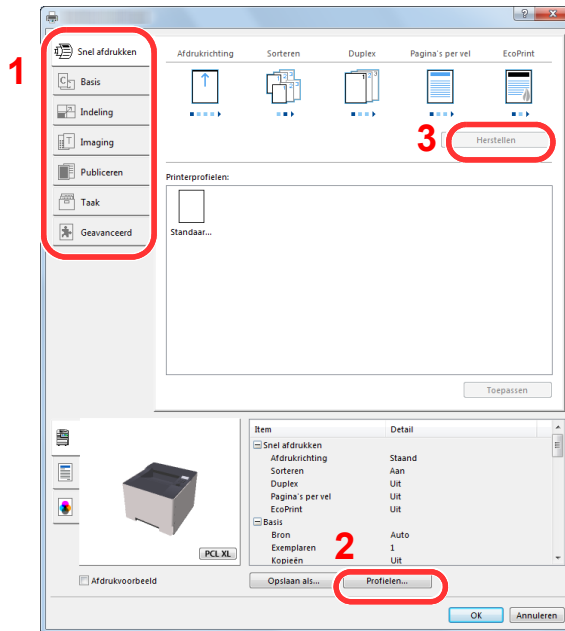 1
Snel afdrukken
Basis
Indeling
Imaging
Publiceren
Taak
Geavanceerd
Afdrukrichting Sorteren Duplex Pagina's per vel EcoPrint
3 Herstellen
Printerprofielen:
Standaar...
Toepassen
Item Detail
Snel afdrukken
Afdrukrichting Staand
Sorteren Aan
Duplex Uit
Pagina's per vel Uit
EcoPrint Uit
Basis
Bron Auto
Exemplaren 1
Kopieën Uit
PCL XL
2
Afdrukvoorbeeld
Opslaan als... Profielen...
OK Annuleren